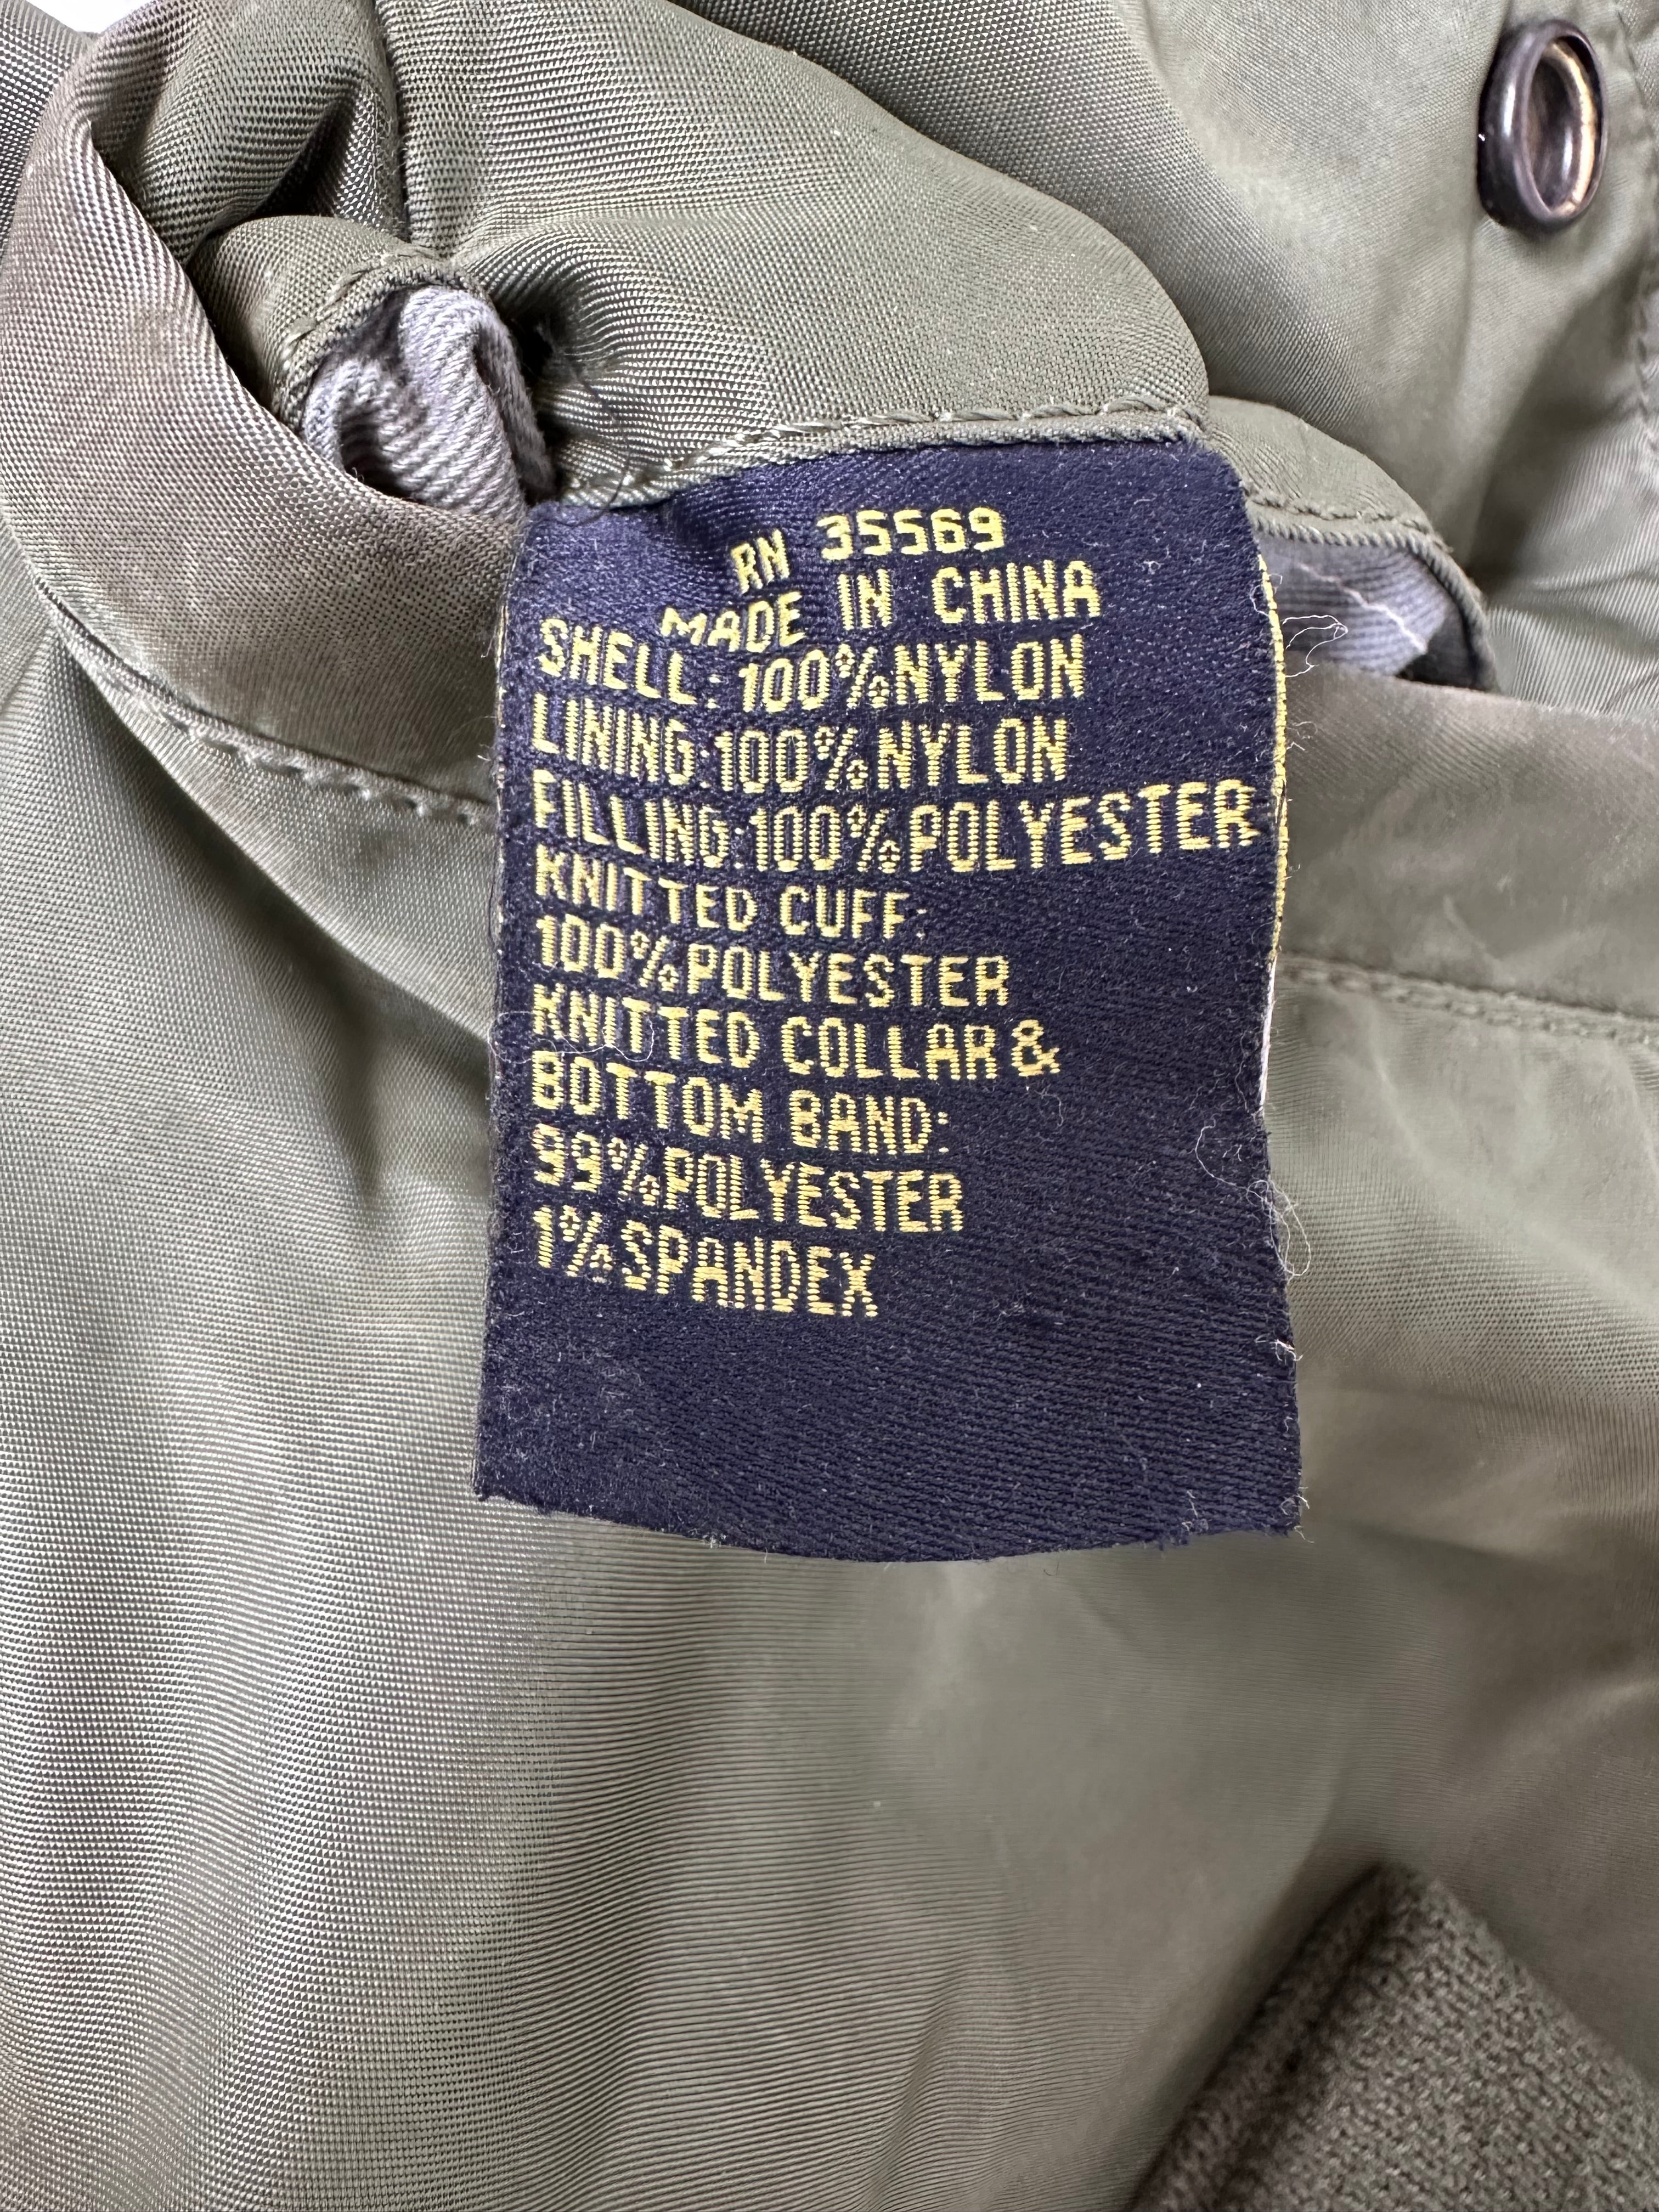 RN 35569
MADE IN CHINA
SHELL: 100%NYLON
LINING:100%NYLON
FILLING:100%POLYESTER
KNITTED CUFF:
100%POLYESTER
KNITTED COLLAR &
BOTTOM BAND:
99%POLYESTER
1%SPANDEX